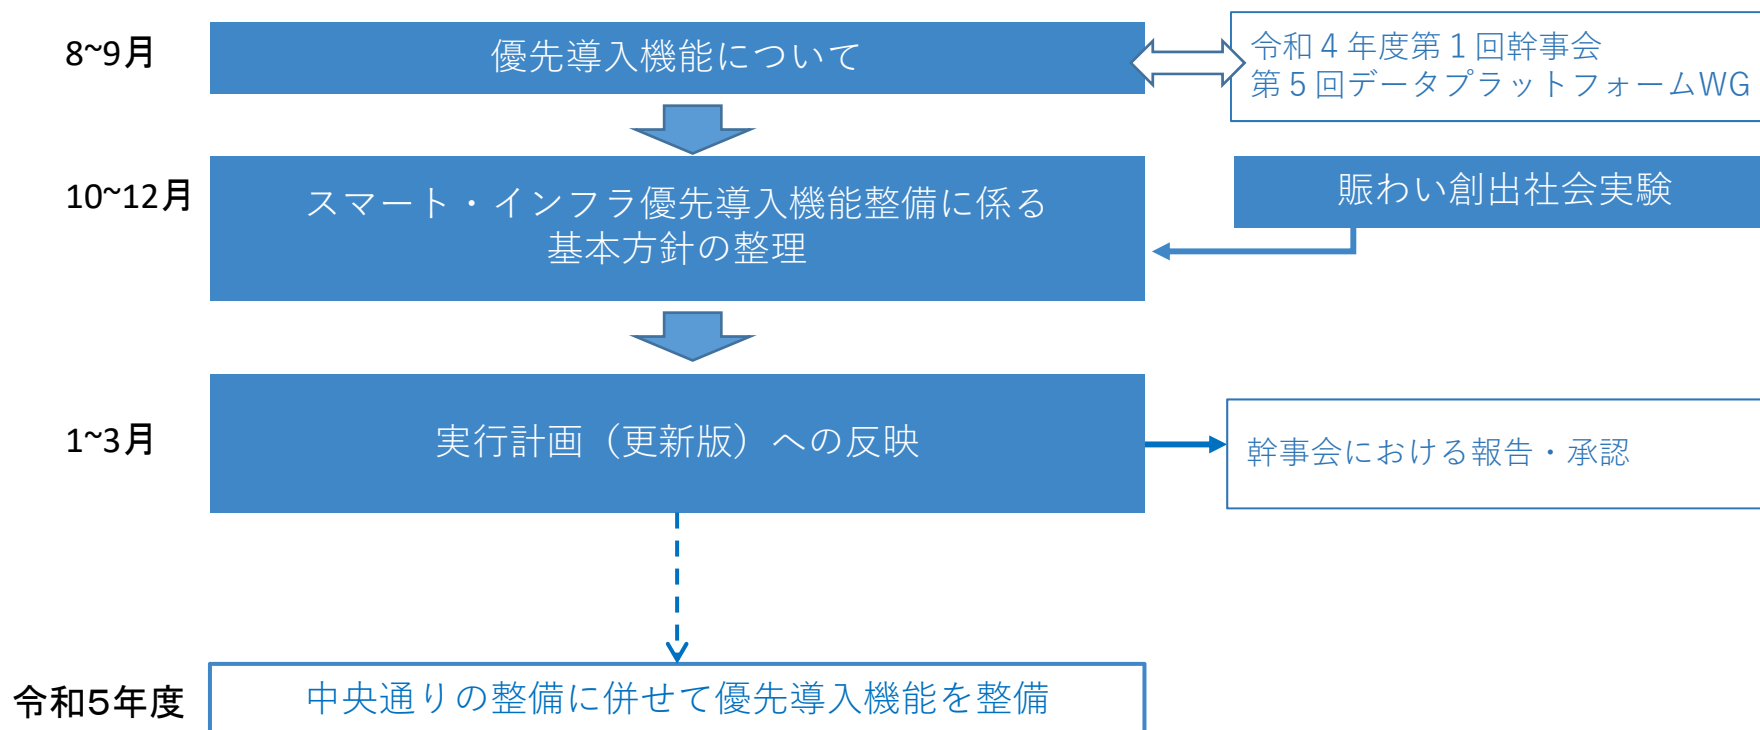 8~9月
優先導入機能について
令和４年度第１回幹事会
第５回データプラットフォームWG
10~12月
スマート・インフラ優先導入機能整備に係る
基本方針の整理
賑わい創出社会実験
1~3月
実行計画（更新版）への反映
幹事会における報告・承認
令和5年度
中央通りの整備に併せて優先導入機能を整備